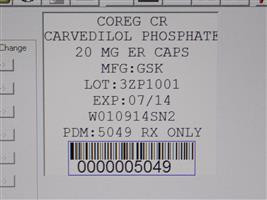 Change
COREG CR
CARVEDILOL PHOSPHATE
20 MG ER CAPS
MFG:GSK
LOT:3ZP1001
EXP:07/14
W010914SN2
PDM:5049 RX ONLY
0000005049